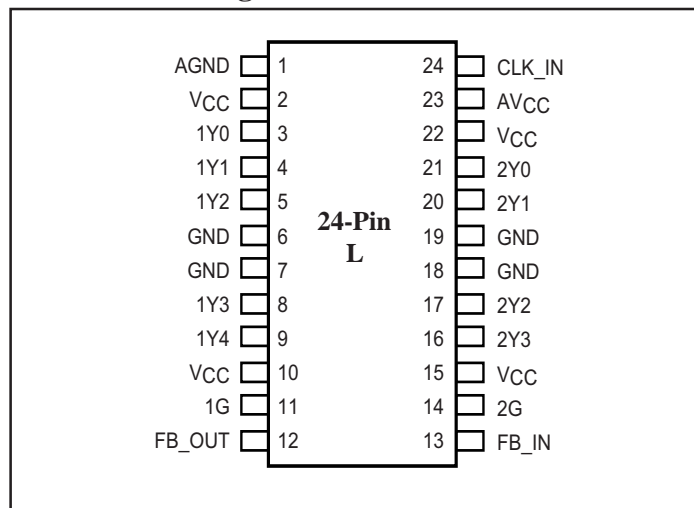 AGND 1 24 CLK_IN
VCC 2 23 AVCC
1Y0 3 22 VCC
1Y1 4 21 2Y0
1Y2 5 20 2Y1
24-Pin
L
GND 6 19 GND
GND 7 18 GND
1Y3 8 17 2Y2
1Y4 9 16 2Y3
VCC 10 15 VCC
1G 11 14 2G
FB_OUT 12 13 FB_IN